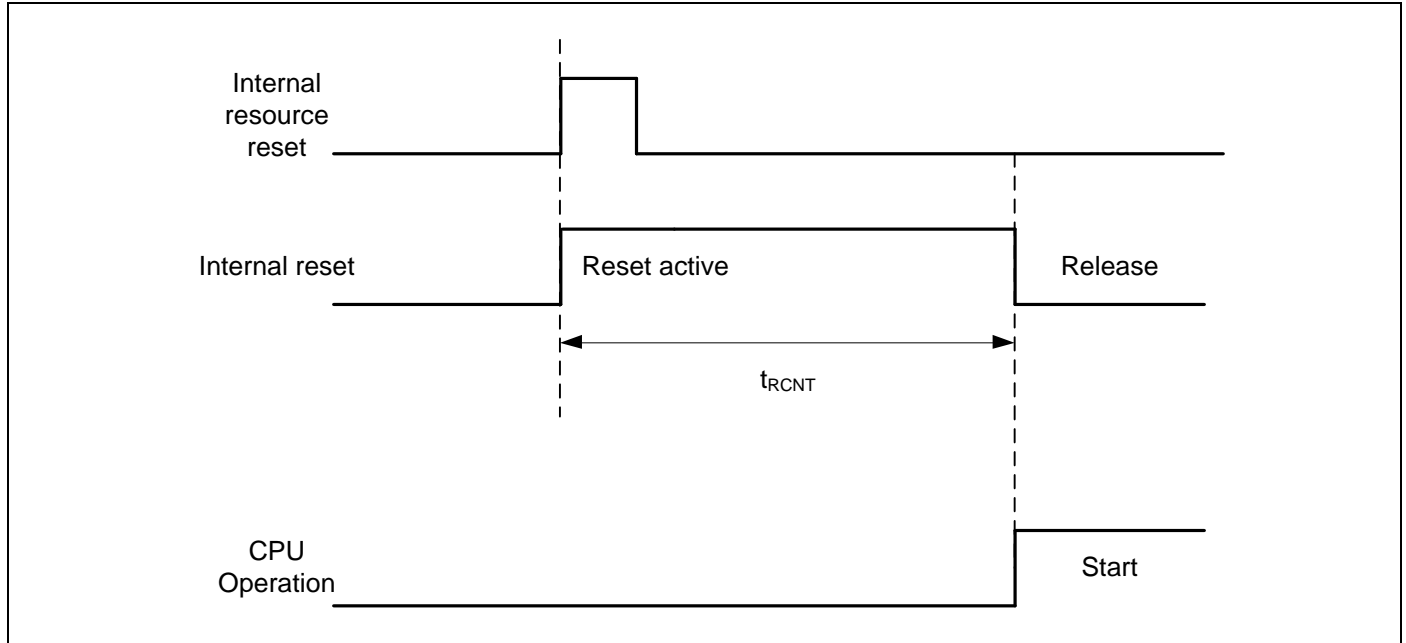 Internal
resource
reset
Internal reset
Reset active
Release
tRCNT
CPU
Operation
Start